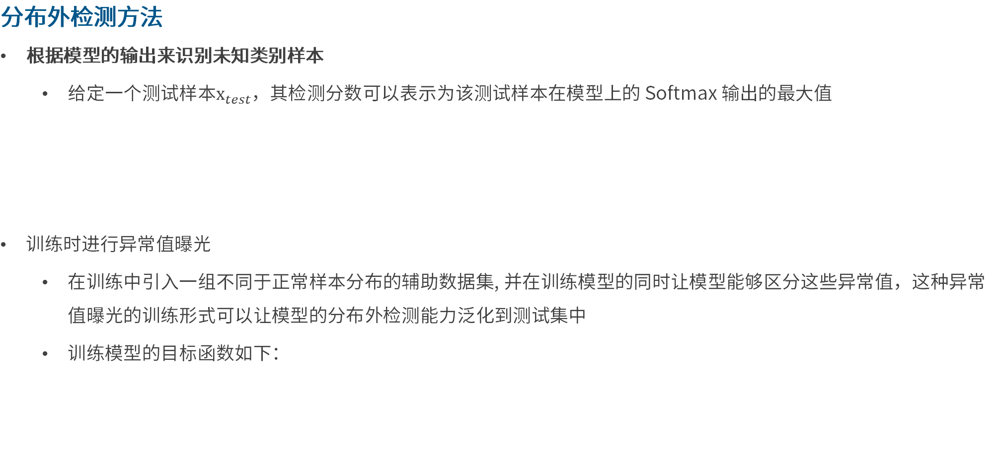 分布外检测方法
• 根据模型的输出来识别未知类别样本
• 给定一个测试样本x_test，其检测分数可以表示为该测试样本在模型上的 Softmax 输出的最大值
• 训练时进行异常值曝光
• 在训练中引入一组不同于正常样本分布的辅助数据集, 并在训练模型的同时让模型能够区分这些异常值，这种异常
值曝光的训练形式可以让模型的分布外检测能力泛化到测试集中
• 训练模型的目标函数如下：